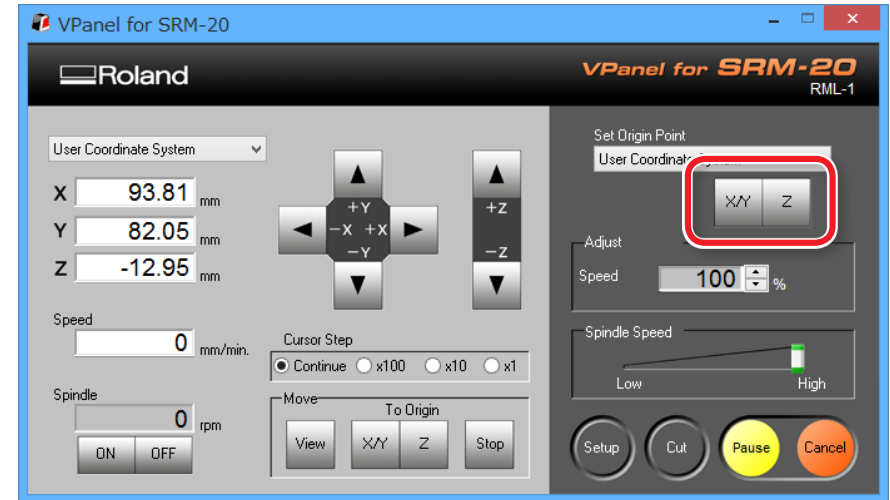 VPanel for SRM-20
Roland
VPanel for SRM-20
RML-1
User Coordinate System
X 93.81 mm
Y 82.05 mm
Z -12.95 mm
Speed
0 mm/min.
Spindle
0 rpm
ON OFF
+Y
-X +X
-Y
+Z
-Z
Cursor Step
Continue x100 x10 x1
Move
To Origin
View X/Y Z Stop
Set Origin Point
User Coordinate System
X/Y Z
Adjust
Speed 100 %
Spindle Speed
Low High
Setup Cut Pause Cancel